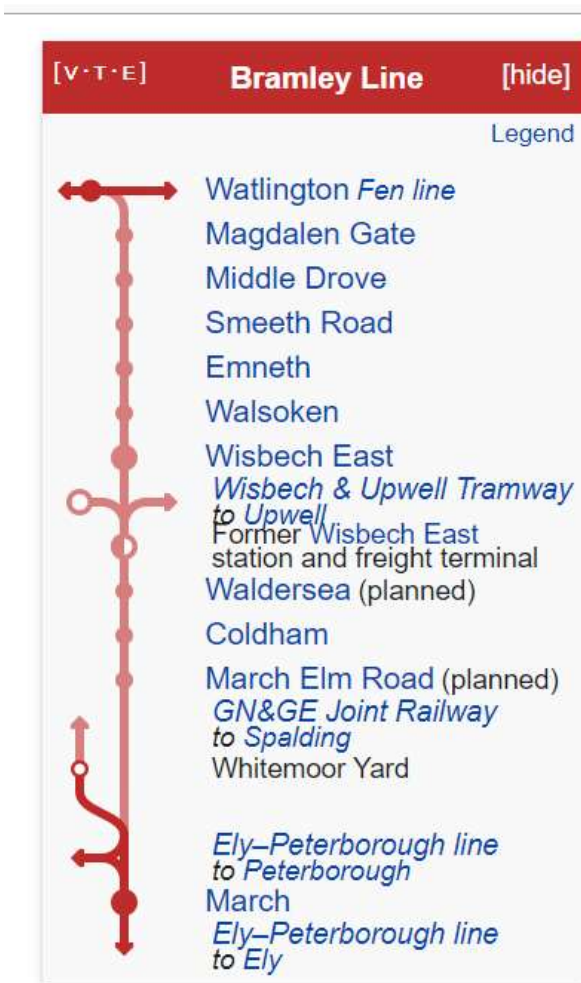 [V·T·E] Bramley Line [hide]
Legend
Watlington Fen line
Magdalen Gate
Middle Drove
Smeeth Road
Emneth
Walsoken
Wisbech East
Wisbech & Upwell Tramway
to Upwell
Former Wisbech East
station and freight terminal
Waldersea (planned)
Coldham
March Elm Road (planned)
GN&GE Joint Railway
to Spalding
Whitemoor Yard
Ely–Peterborough line
to Peterborough
March
Ely–Peterborough line
to Ely